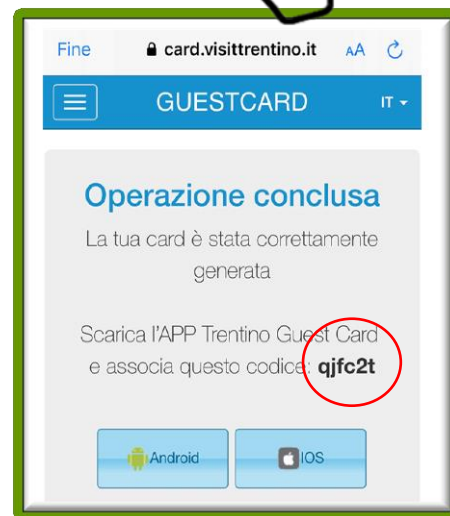 Fine card.visittrentino.it AA
GUESTCARD IT
Operazione conclusa
La tua card è stata correttamente
generata
Scarica l'APP Trentino Guest Card
e associa questo codice: qjfc2t
Android IOS